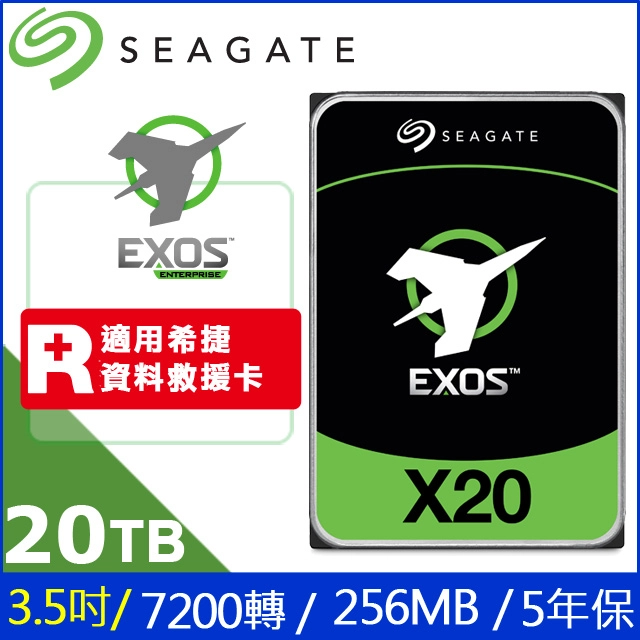 SEAGATE
EXOS™
ENTERPRISE
R 適用希捷
資料救援卡
20TB
SEAGATE
EXOS™
X20
3.5吋/ 7200轉 / 256MB / 5年保